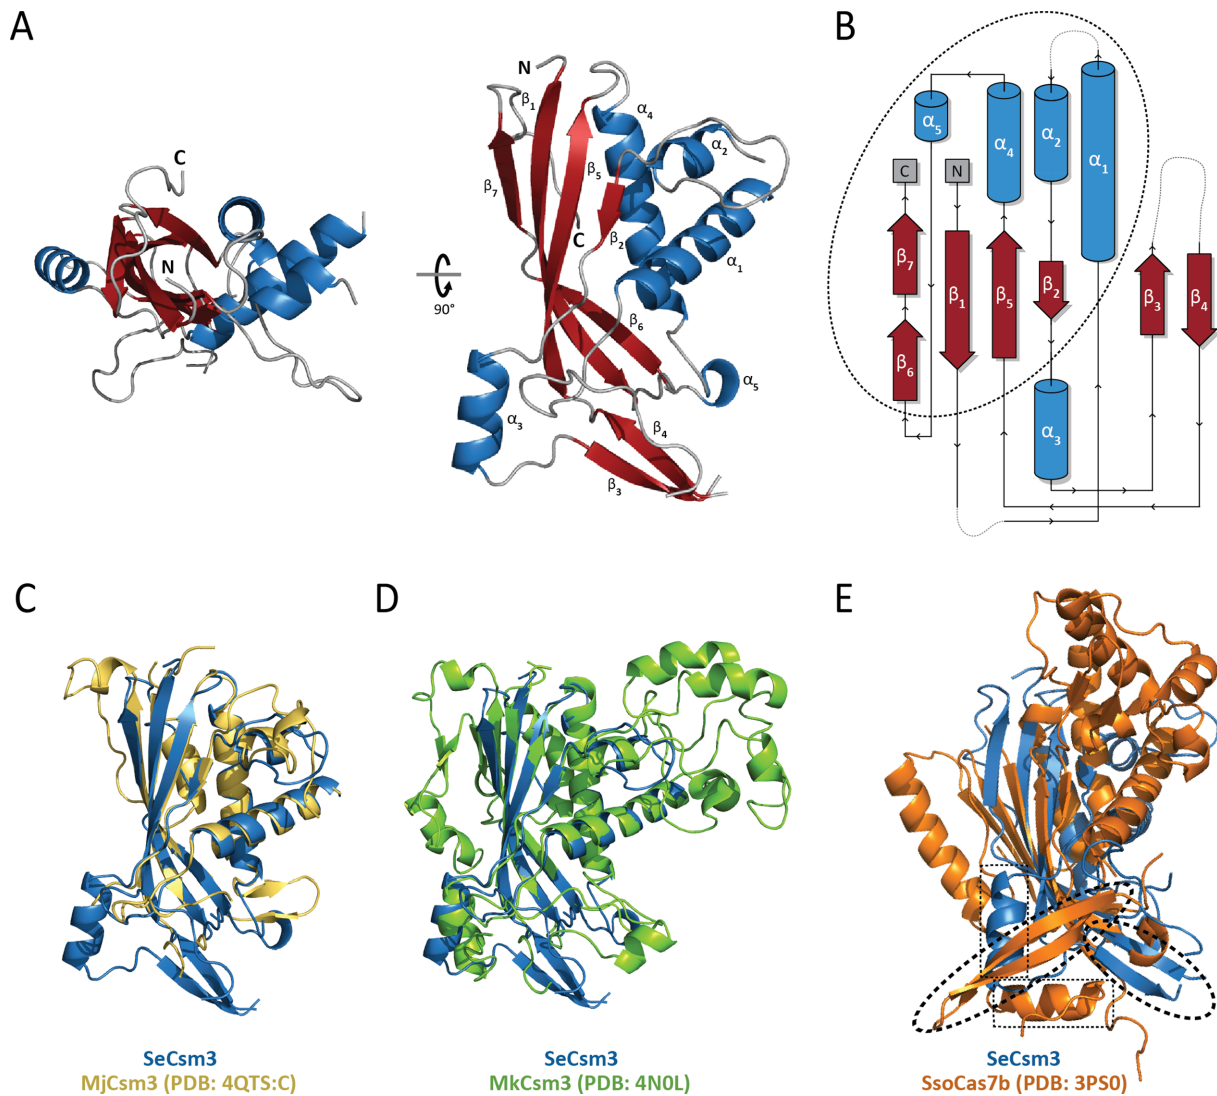 A
B
C
N
90°
N
β1
α4
α2
β7
β5
β2
C
α1
β6
α5
α3
β4
β3
α5
α4
α2
α1
C
N
β7
β1
β5
β2
β3
β4
β6
α3
C
D
E
SeCsm3
MjCsm3 (PDB: 4QTS:C)
SeCsm3
MkCsm3 (PDB: 4N0L)
SeCsm3
SsoCas7b (PDB: 3PS0)